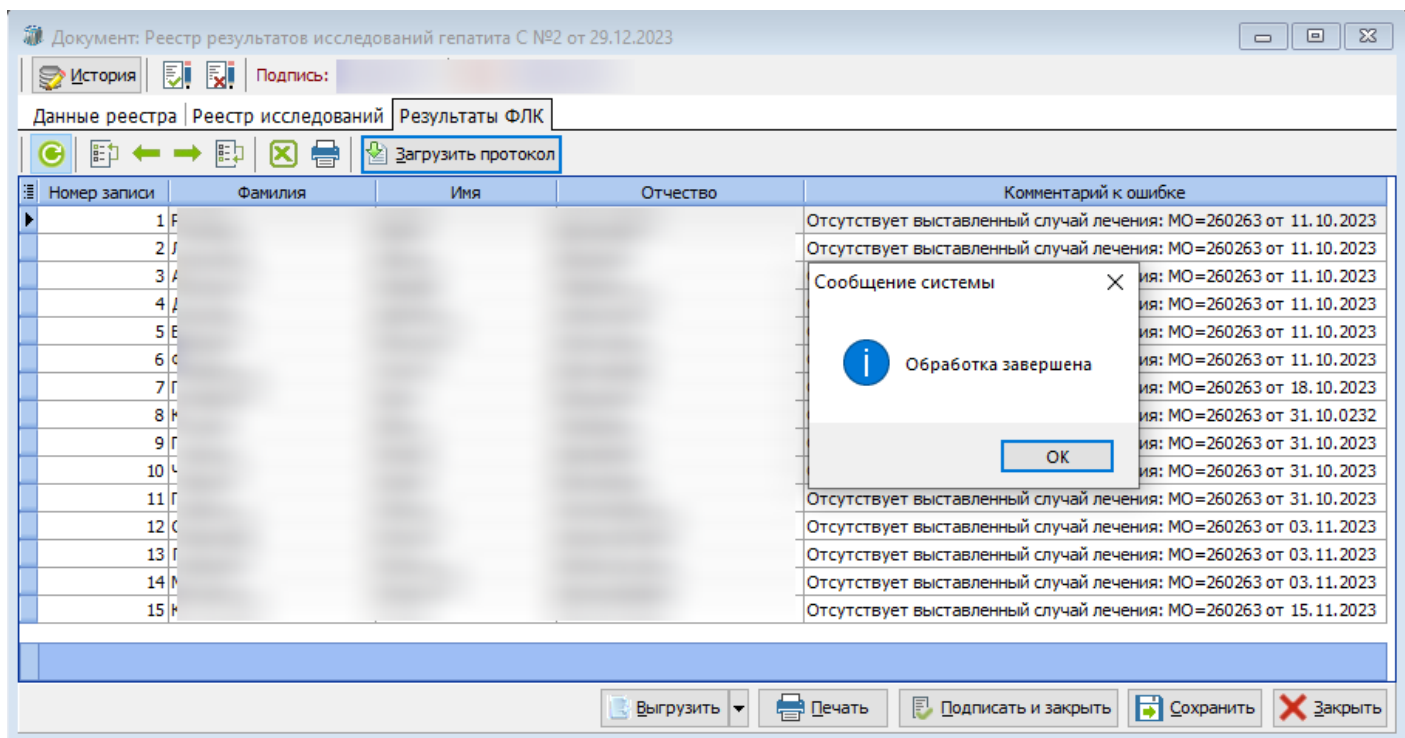 Документ: Реестр результатов исследований гепатита С №2 от 29.12.2023
История Подпись:
Данные реестра Реестр исследований Результаты ФЛК
Загрузить протокол
Номер записи Фамилия Имя Отчество Комментарий к ошибке
1 Отсутствует выставленный случай лечения: МО=260263 от 11.10.2023
2 Отсутствует выставленный случай лечения: МО=260263 от 11.10.2023
Сообщение системы
3 ия: МО=260263 от 11.10.2023
4 ия: МО=260263 от 11.10.2023
5 ия: МО=260263 от 11.10.2023
6 ия: МО=260263 от 11.10.2023
Обработка завершена
7 ия: МО=260263 от 18.10.2023
8 ия: МО=260263 от 31.10.0232
9 ия: МО=260263 от 31.10.2023
OK
10 ия: МО=260263 от 31.10.2023
11 Отсутствует выставленный случай лечения: МО=260263 от 31.10.2023
12 Отсутствует выставленный случай лечения: МО=260263 от 03.11.2023
13 Отсутствует выставленный случай лечения: МО=260263 от 03.11.2023
14 Отсутствует выставленный случай лечения: МО=260263 от 03.11.2023
15 Отсутствует выставленный случай лечения: МО=260263 от 15.11.2023
Выгрузить Печать Подписать и закрыть Сохранить Закрыть